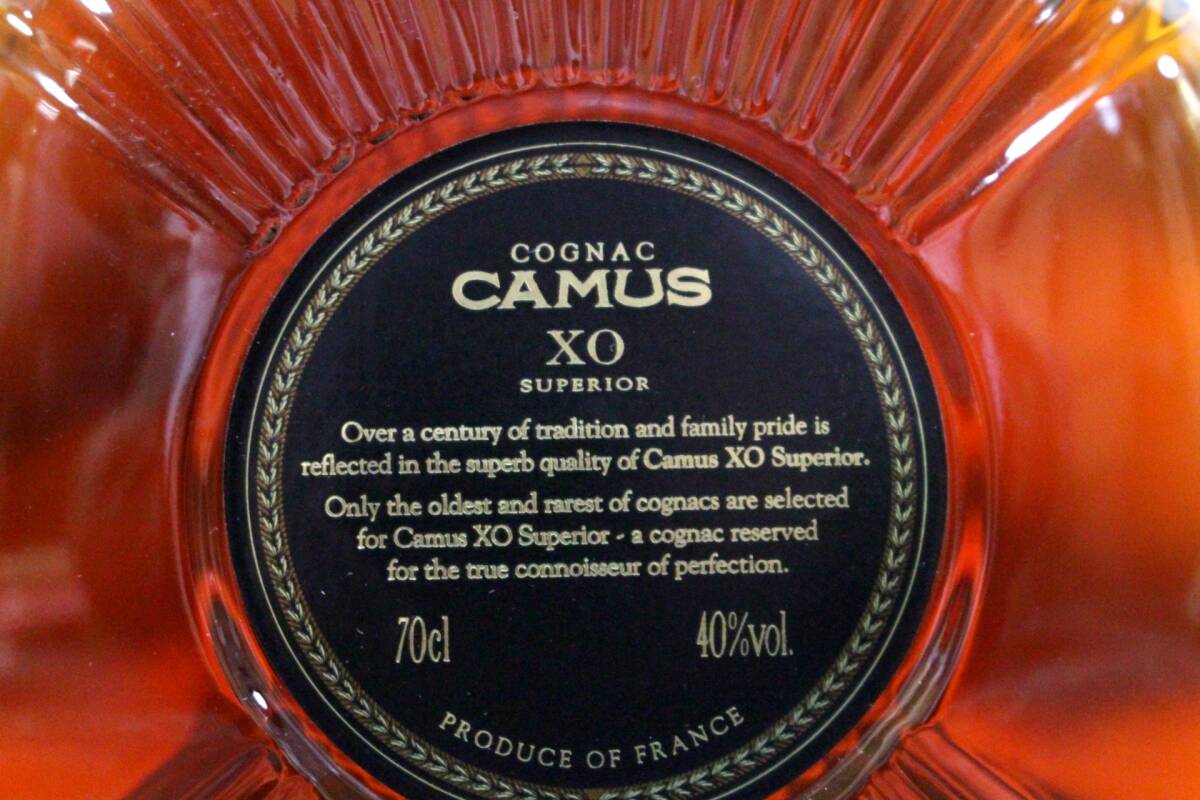 COGNAC
CAMUS
XO
SUPERIOR
Over a century of tradition and family pride is
reflected in the superb quality of Camus XO Superior.
Only the oldest and rarest of cognacs are selected
for Camus XO Superior - a cognac reserved
for the true connoisseur of perfection.
70cl 40%vol.
PRODUCE OF FRANCE